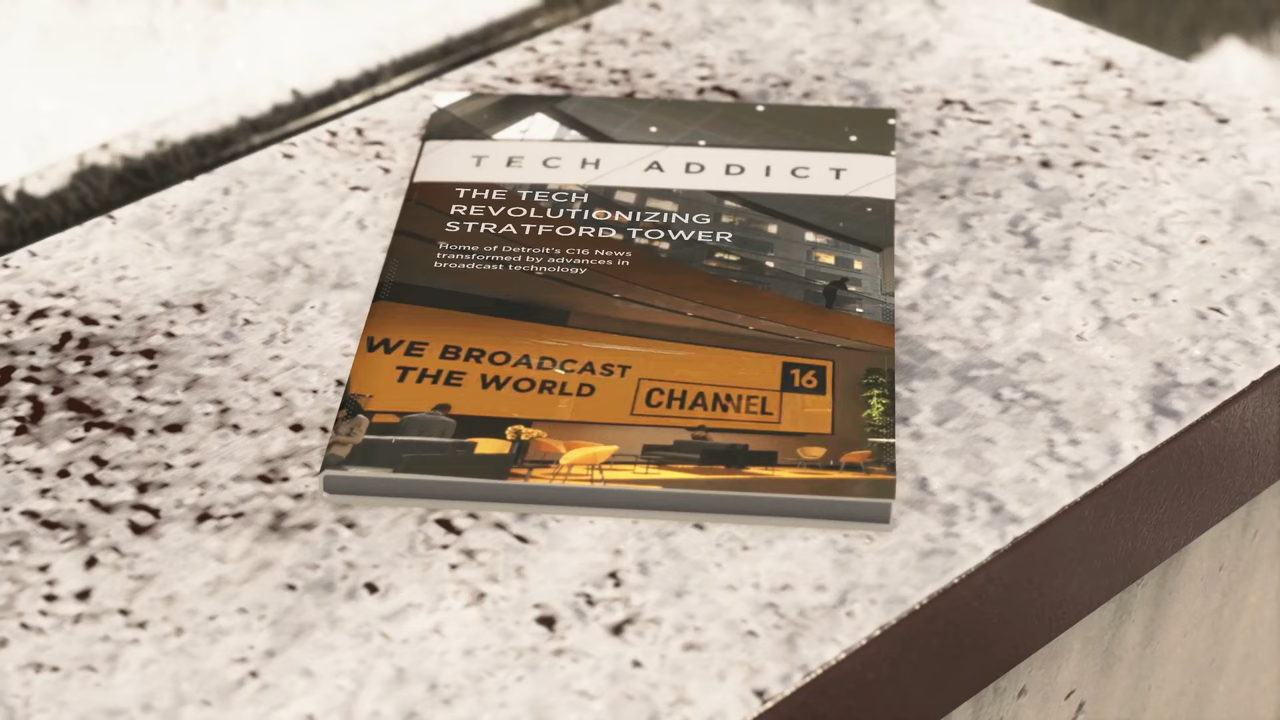 TECH ADDICT
THE TECH
REVOLUTIONIZING
STRATFORD TOWER
Home of Detroit's C16 News
transformed by advances in
broadcast technology
WE BROADCAST
THE WORLD
CHANNEL
16